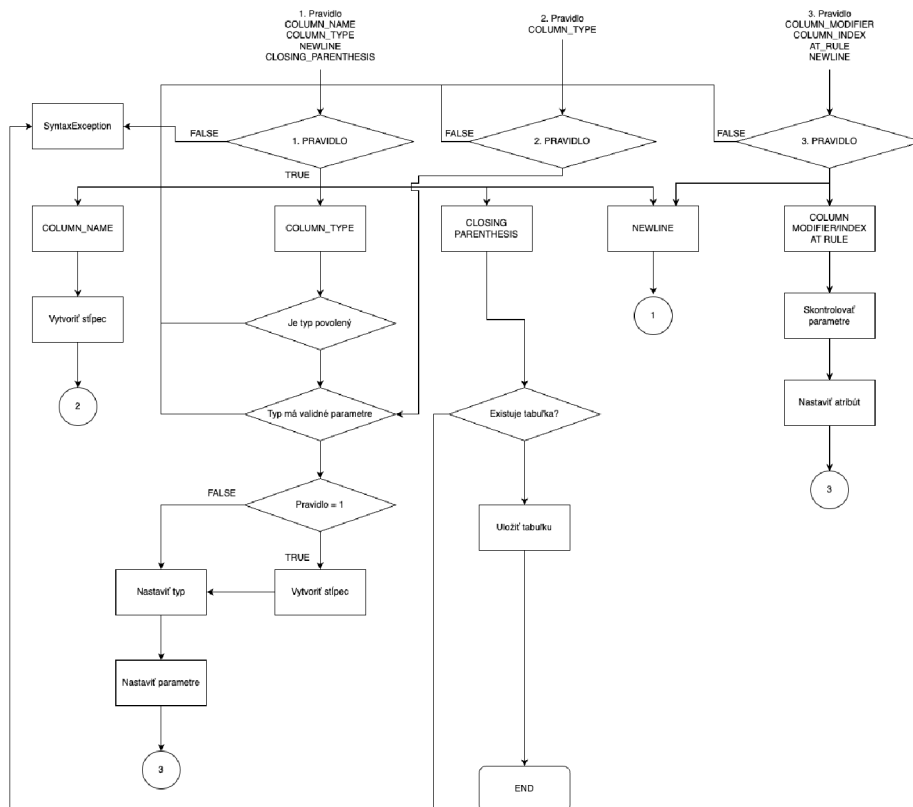 1. Pravidlo
COLUMN_NAME
COLUMN_TYPE
NEWLINE
CLOSING_PARENTHESIS
2. Pravidlo
COLUMN_TYPE
3. Pravidlo
COLUMN_MODIFIER
COLUMN_INDEX
AT_RULE
NEWLINE
SyntaxException
FALSE
1. PRAVIDLO
FALSE
2. PRAVIDLO
FALSE
3. PRAVIDLO
TRUE
COLUMN_NAME
COLUMN_TYPE
CLOSING
PARENTHESIS
NEWLINE
COLUMN
MODIFIER/INDEX
AT RULE
Vytvoriť stĺpec
Je typ povolený
1
Skontrolovať
parametre
2
Typ má validné parametre
Existuje tabuľka?
Nastaviť atribút
FALSE
Pravidlo = 1
3
Uložiť tabuľku
TRUE
Nastaviť typ
Vytvoriť stĺpec
Nastaviť parametre
3
END